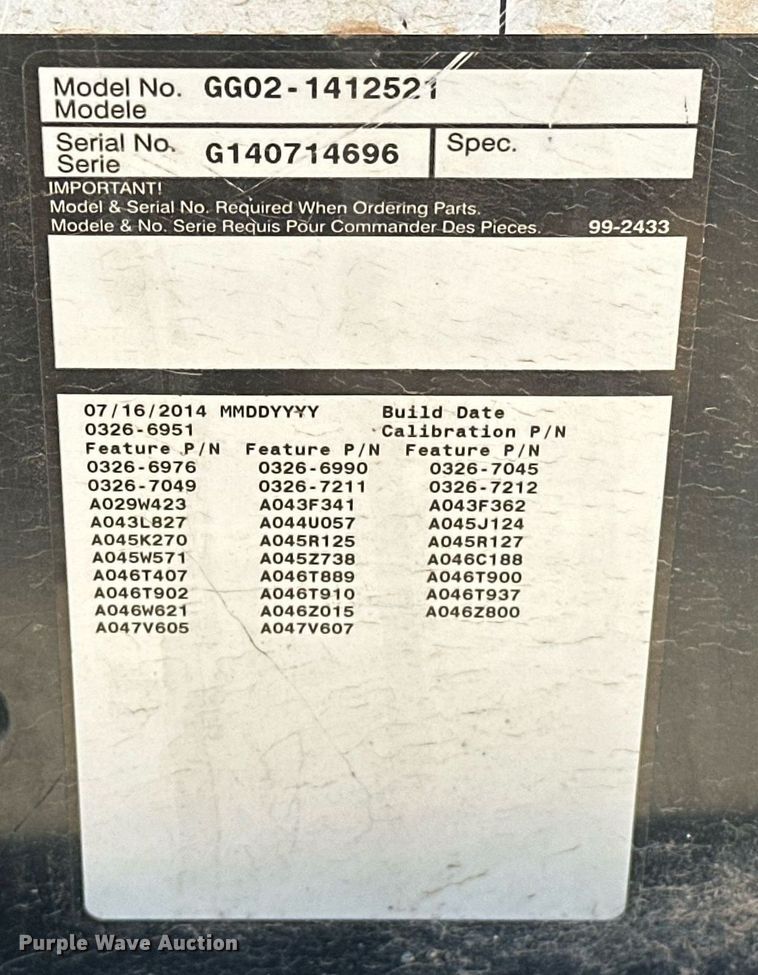 Model No. GG02-1412521
Modele
Serial No. G140714696 Spec.
Serie
IMPORTANT!
Model & Serial No. Required When Ordering Parts.
Modele & No. Serie Requis Pour Commander Des Pieces. 99-2433
07/16/2014 MMDDYYYY Build Date
0326-6951 Calibration P/N
Feature P/N Feature P/N Feature P/N
0326-6976 0326-6990 0326-7045
0326-7049 0326-7211 0326-7212
A029W423 A043F341 A043F362
A043L827 A044U057 A045J124
A045K270 A045R125 A045R127
A045W571 A045Z738 A046C188
A046T407 A046T889 A046T900
A046T902 A046T910 A046T937
A046W621 A046Z015 A046Z800
A047V605 A047V607
Purple Wave Auction